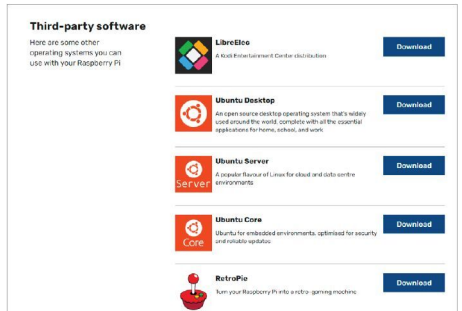 Third-party software
Here are some other
operating systems you can
use with your Raspberry Pi
LibreElec
A Kodi Entertainment Center distribution
Download
Ubuntu Desktop
An open source desktop operating system that's widely
used around the world, complete with all the essential
applications for home, school, and work
Download
Server
Ubuntu Server
A popular flavour of Linux for cloud and data centre
environments
Download
Core
Ubuntu Core
Ubuntu for embedded environments, optimised for security
and reliable updates
Download
RetroPie
Turn your Raspberry Pi into a retro-gaming machine
Download